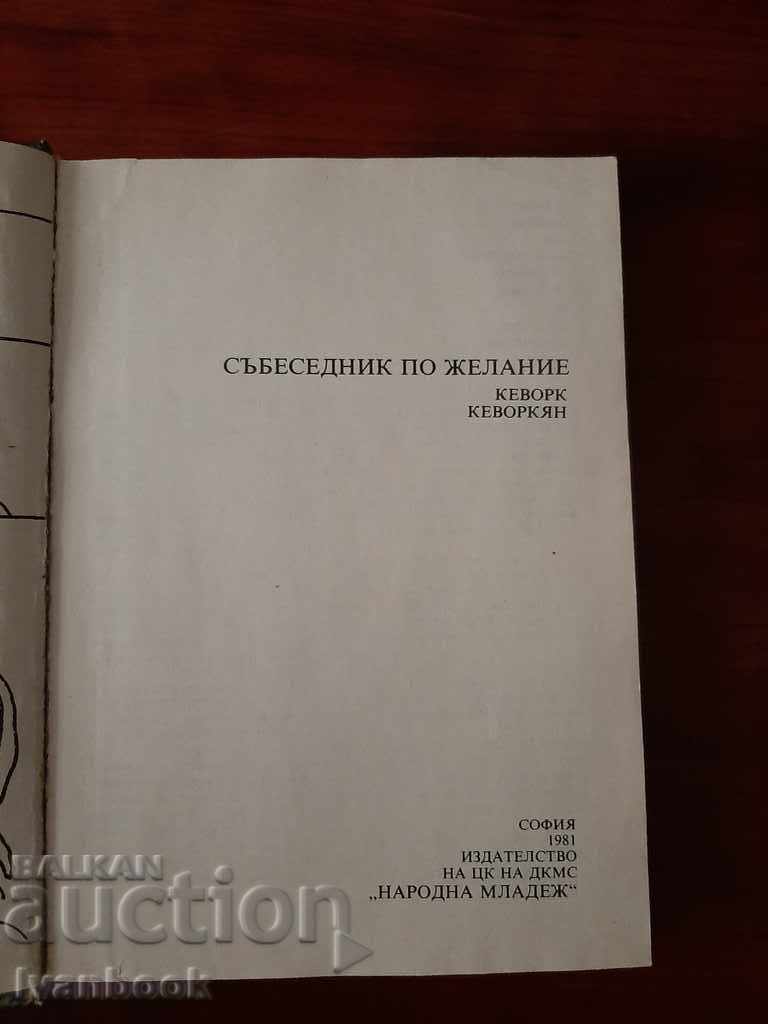 СЪБЕСЕДНИК ПО ЖЕЛАНИЕ
КЕВОРК
КЕВОРКЯН
СОФИЯ
1981
ИЗДАТЕЛСТВО
НА ЦК НА ДКМС
„НАРОДНА МЛАДЕЖ“
BALKAN
auction
Ivanbook